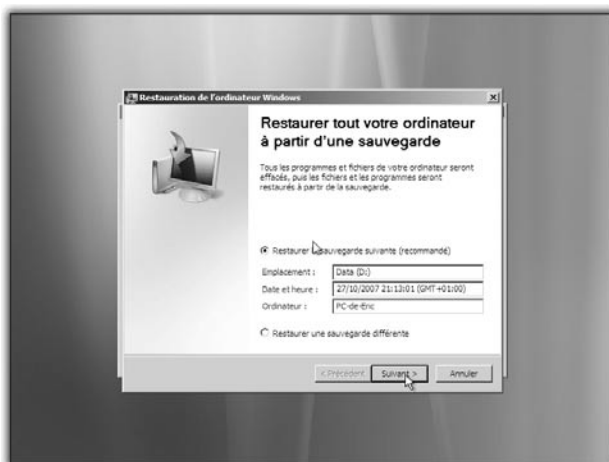 Restauration de l'ordinateur Windows
Restaurer tout votre ordinateur
à partir d'une sauvegarde
Tous les programmes et fichiers de votre ordinateur seront
effacés, puis les fichiers et les programmes seront
restaurés à partir de la sauvegarde.
Restaurer la sauvegarde suivante (recommandé)
Emplacement : Data (D:)
Date et heure : 27/10/2007 21:13:01 (GMT+01:00)
Ordinateur : PC-de-Eric
Restaurer une sauvegarde différente
< Précédent Suivant > Annuler